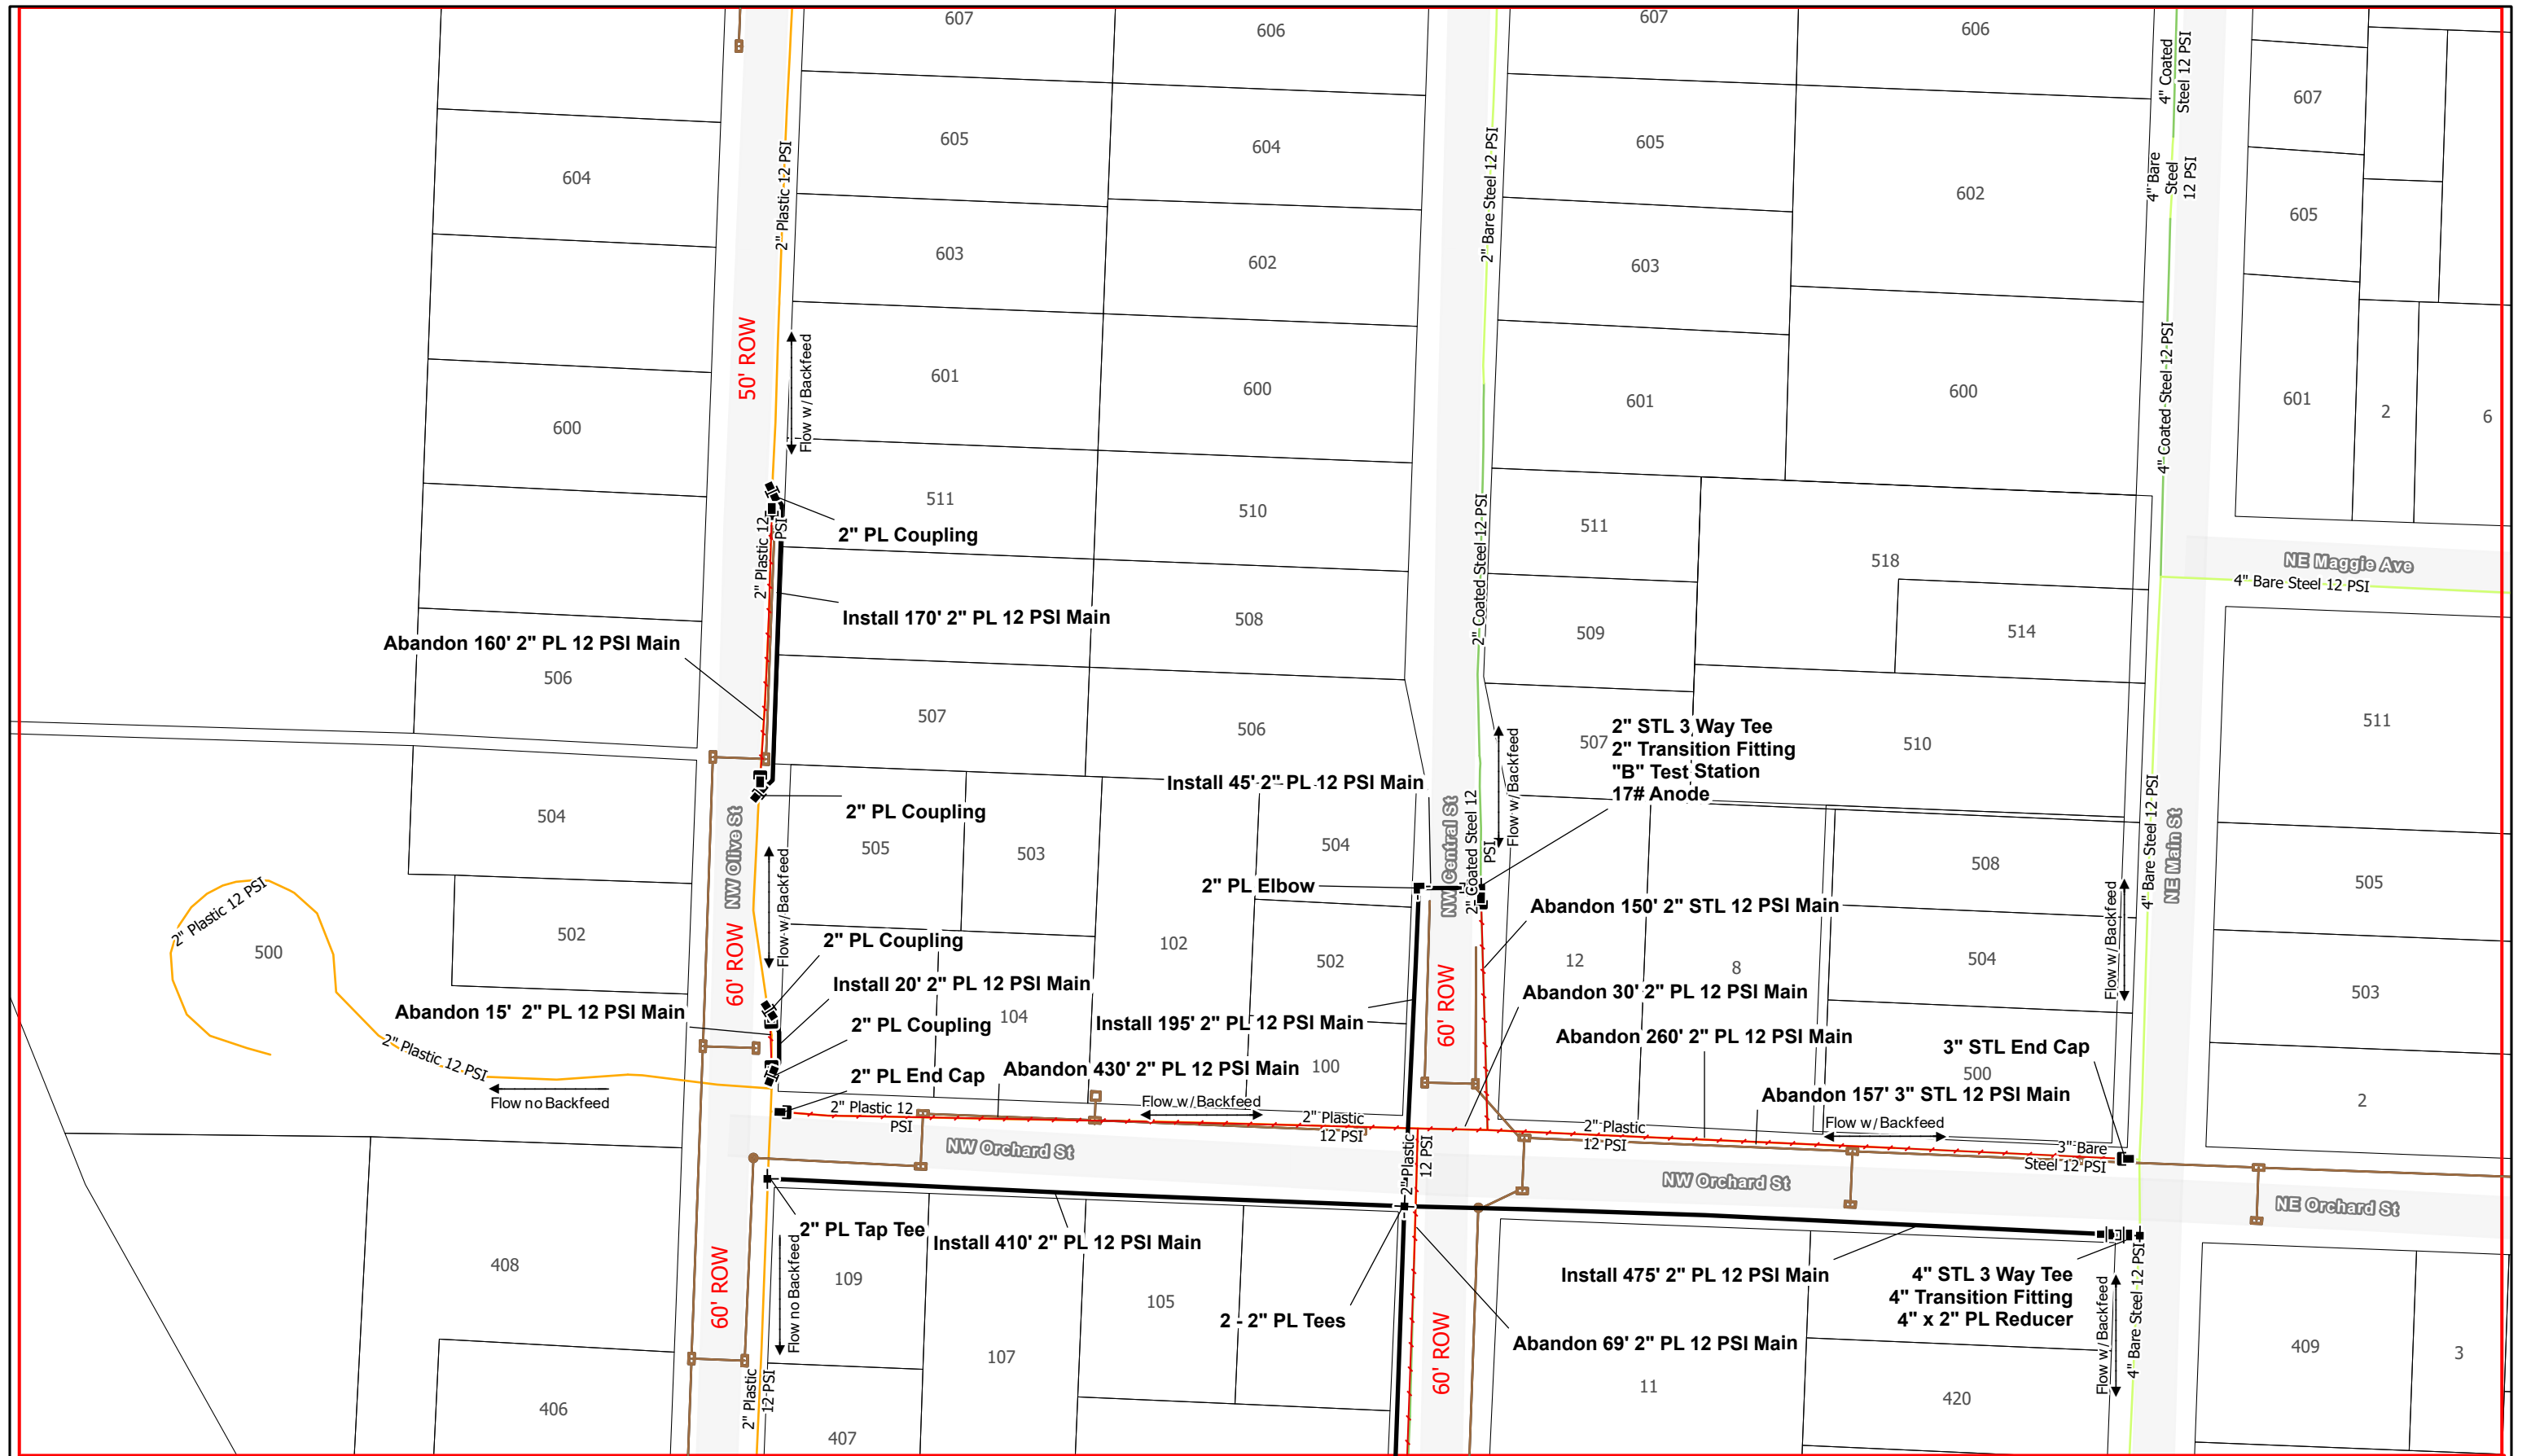 607
606
607
606
4" Coated
Steel 12 PSI
607
605
604
605
604
2" Plastic 12 PSI
2" Bare Steel 12 PSI
4" Bare
Steel
12 PSI
602
605
603
602
603
50' ROW
Flow w/Backfeed
601
600
601
600
600
4" Coated Steel 12 PSI
601
2
6
511
510
2" PL Coupling
2" Plastic 12
PSI
2" Coated Steel 12 PSI
511
518
NE Maggie Ave
4" Bare Steel 12 PSI
Install 170' 2" PL 12 PSI Main
508
509
514
Abandon 160' 2" PL 12 PSI Main
506
507
506
507
510
511
2" STL 3 Way Tee
2" Transition Fitting
"B" Test Station
17# Anode
Flow w/Backfeed
Install 45' 2" PL 12 PSI Main
2" PL Coupling
504
505
503
504
NW Olive St
NW Central St
2" Coated Steel 12
PSI
508
4" Bare Steel 12 PSI
NE Main St
505
2" Plastic 12 PSI
500
502
Flow w/Backfeed
2" PL Elbow
Abandon 150' 2" STL 12 PSI Main
Flow w/Backfeed
60' ROW
2" PL Coupling
102
502
60' ROW
12
8
504
503
Install 20' 2" PL 12 PSI Main
Abandon 30' 2" PL 12 PSI Main
Abandon 15' 2" PL 12 PSI Main
2" PL Coupling
104
Install 195' 2" PL 12 PSI Main
Abandon 260' 2" PL 12 PSI Main
3" STL End Cap
2" Plastic 12 PSI
Flow no Backfeed
2" PL End Cap
Abandon 430' 2" PL 12 PSI Main
100
500
Abandon 157' 3" STL 12 PSI Main
2
2" Plastic 12
PSI
Flow w/Backfeed
2" Plastic
12 PSI
2" Plastic
12 PSI
2" Plastic
12 PSI
Flow w/Backfeed
3" Bare
Steel 12 PSI
NW Orchard St
NW Orchard St
NE Orchard St
2" PL Tap Tee
Install 410' 2" PL 12 PSI Main
408
60' ROW
Flow no Backfeed
109
105
2 - 2" PL Tees
60' ROW
Install 475' 2" PL 12 PSI Main
4" STL 3 Way Tee
4" Transition Fitting
4" x 2" PL Reducer
Flow w/Backfeed
4" Bare Steel 12 PSI
Abandon 69' 2" PL 12 PSI Main
107
409
3
406
2" Plastic
12 PSI
407
11
420